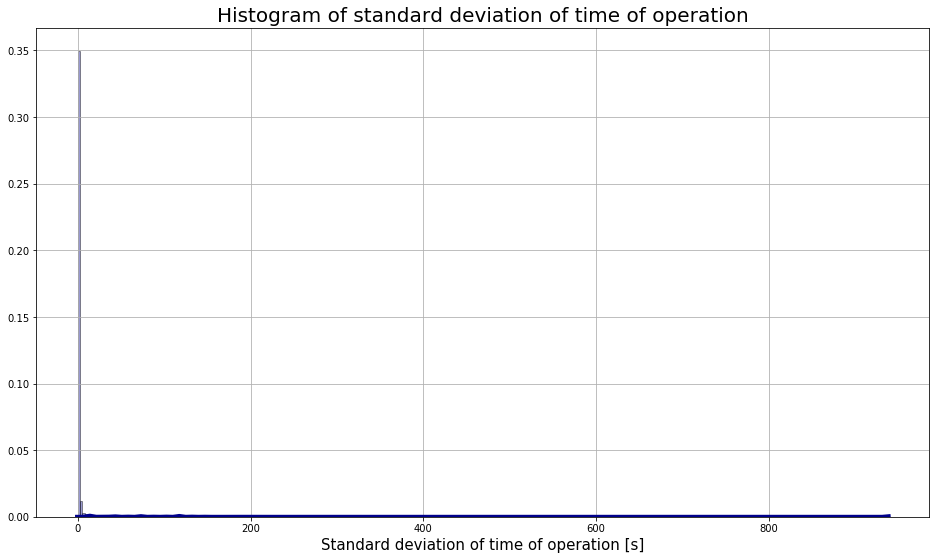 Histogram of standard deviation of time of operation
0.35
0.30
0.25
0.20
0.15
0.10
0.05
0.00
0 200 400 600 800
Standard deviation of time of operation [s]